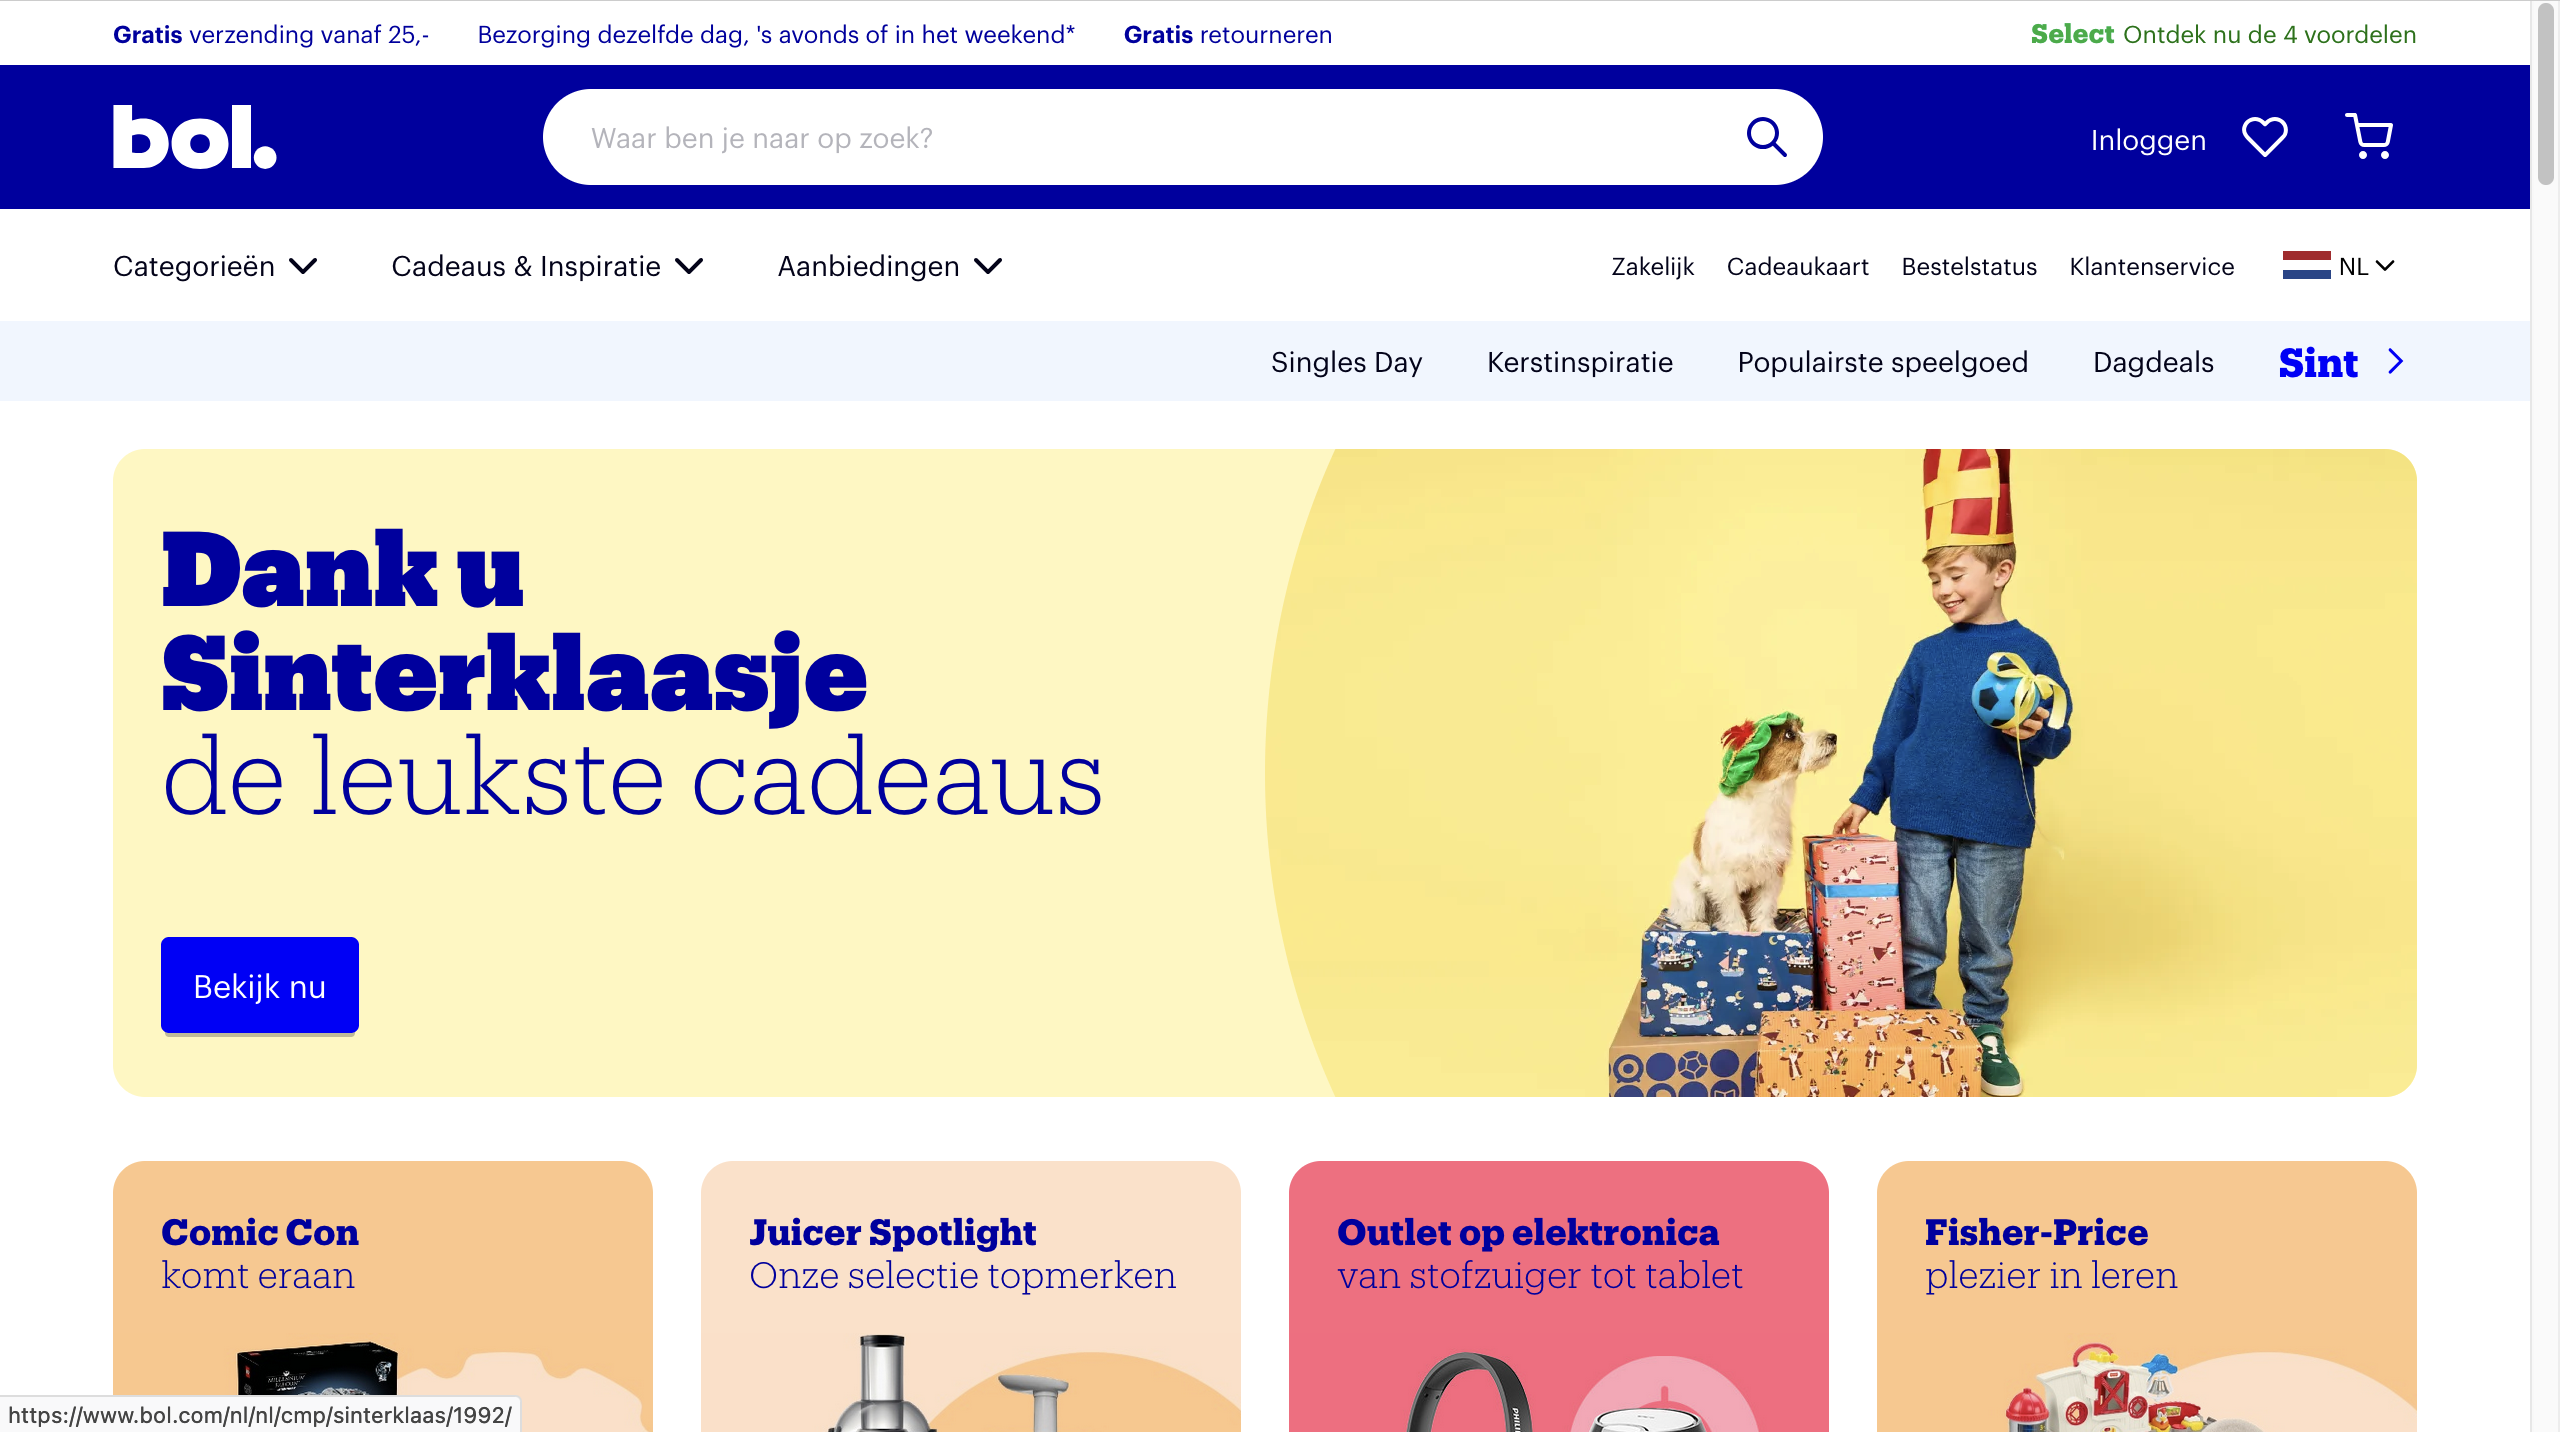 Gratis verzending vanaf 25,- Bezorging dezelfde dag, 's avonds of in het weekend* Gratis retourneren Select Ontdek nu de 4 voordelen
bol. Waar ben je naar op zoek? Inloggen
Categorieën Cadeaus & Inspiratie Aanbiedingen Zakelijk Cadeaukaart Bestelstatus Klantenservice NL
Singles Day Kerstinspiratie Populairste speelgoed Dagdeals Sint
Dank u
Sinterklaasje
de leukste cadeaus
Bekijk nu
Comic Con
komt eraan
Juicer Spotlight
Onze selectie topmerken
Outlet op elektronica
van stofzuiger tot tablet
Fisher-Price
plezier in leren
https://www.bol.com/nl/nl/cmp/sinterklaas/1992/